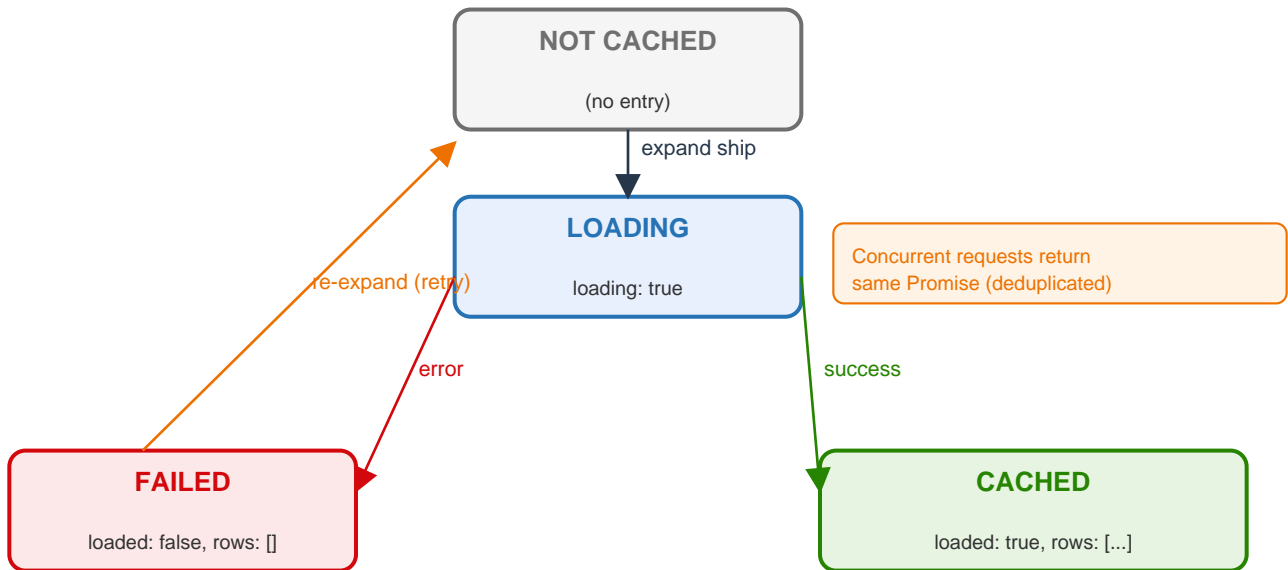 NOT CACHED
(no entry)
expand ship
LOADING
loading: true
Concurrent requests return
same Promise (deduplicated)
re-expand (retry)
error
success
FAILED
loaded: false, rows: []
CACHED
loaded: true, rows: [...]